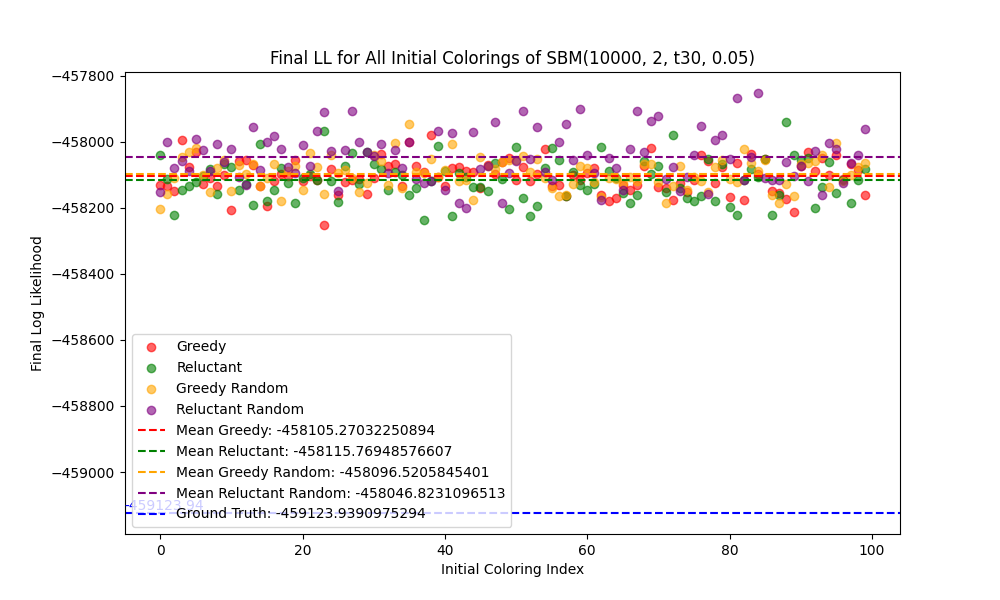 Final LL for All Initial Colorings of SBM(10000, 2, t30, 0.05)
Final Log Likelihood
−457800
−458000
−458200
−458400
−458600
−458800
−459000
Greedy
Reluctant
Greedy Random
Reluctant Random
Mean Greedy: -458105.27032250894
Mean Reluctant: -458115.76948576607
Mean Greedy Random: -458096.5205845401
Mean Reluctant Random: -458046.8231096513
Ground Truth: -459123.9390975294
-459123.94
0
20
40
60
80
100
Initial Coloring Index